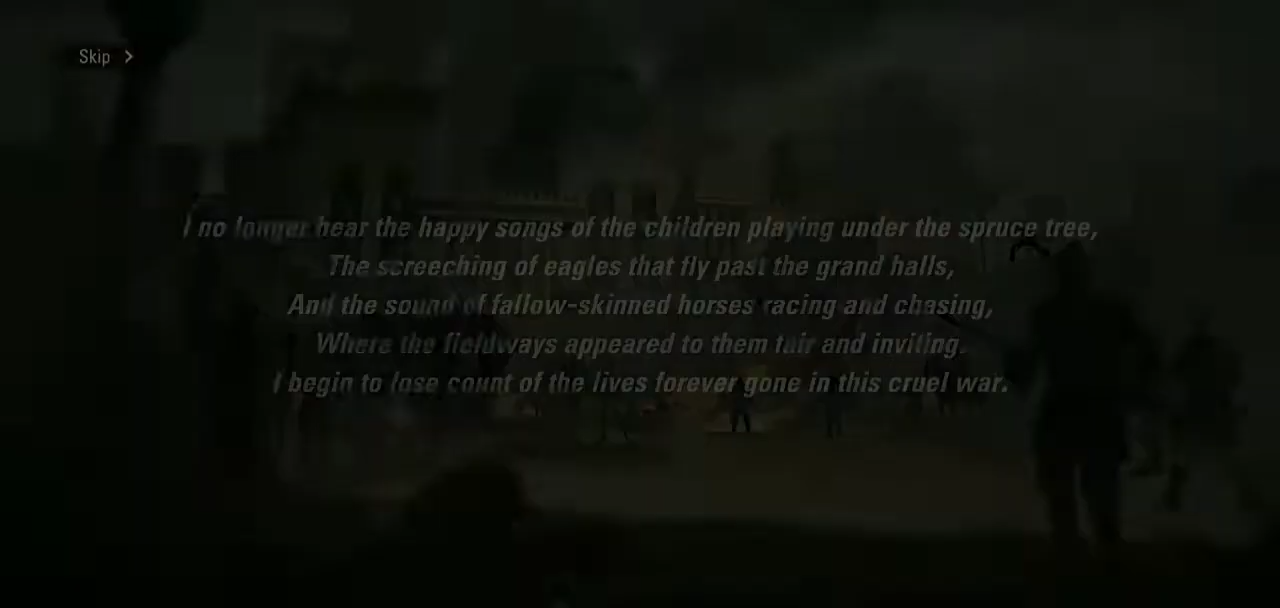 Skip >
I no longer hear the happy songs of the children playing under the spruce tree,
The screeching of eagles that fly past the grand halls,
And the sound of fallow-skinned horses racing and chasing,
Where the fieldways appeared to them fair and inviting.
I begin to lose count of the lives forever gone in this cruel war.